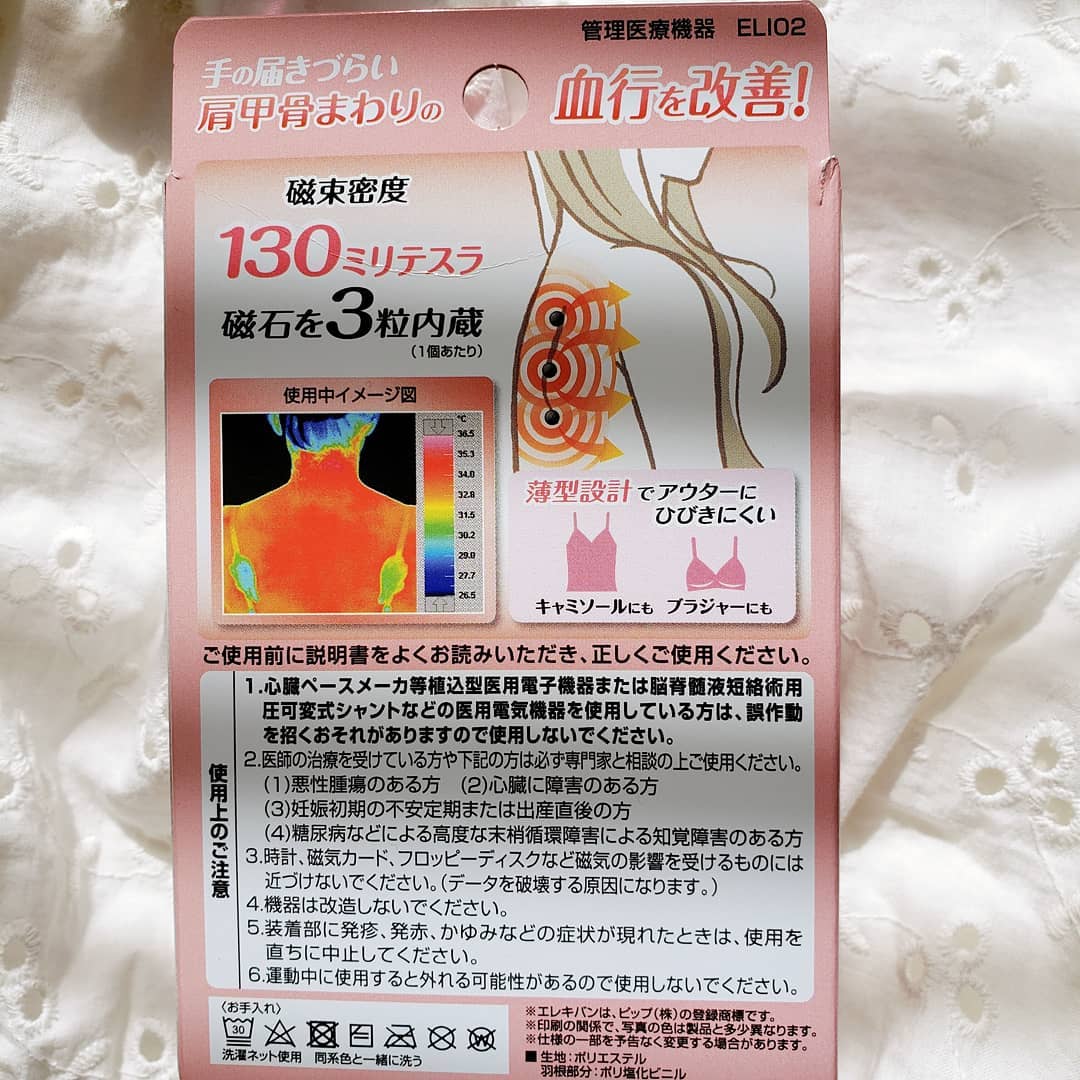 管理医療機器 ELI02
手の届きづらい
肩甲骨まわりの
血行を改善!
磁束密度
130ミリテスラ
磁石を3粒内蔵
(1個あたり)
使用中イメージ図
℃
36.5
35.3
34.0
32.8
31.5
30.2
29.0
27.7
26.5
薄型設計でアウターに
ひびきにくい
キャミソールにも ブラジャーにも
ご使用前に説明書をよくお読みいただき、正しくご使用ください。
使用上のご注意
1.心臓ペースメーカ等植込型医用電子機器または脳脊髄液短絡術用
圧可変式シャントなどの医用電気機器を使用している方は、誤作動
を招くおそれがありますので使用しないでください。
2.医師の治療を受けている方や下記の方は必ず専門家と相談の上ご使用ください。
(1)悪性腫瘍のある方 (2)心臓に障害のある方
(3)妊娠初期の不安定期または出産直後の方
(4)糖尿病などによる高度な末梢循環障害による知覚障害のある方
3.時計、磁気カード、フロッピーディスクなど磁気の影響を受けるものには
近づけないでください。(データを破壊する原因になります。)
4.機器は改造しないでください。
5.装着部に発疹、発赤、かゆみなどの症状が現れたときは、使用を
直ちに中止してください。
6.運動中に使用すると外れる可能性があるので使用しないでください。
〈お手入れ〉
30
洗濯ネット使用 同系色と一緒に洗う
※エレキバンは、ピップ(株)の登録商標です。
※印刷の関係で、写真の色は製品と多少異なります。
※仕様の一部を予告なく変更する場合があります。
■生地:ポリエステル
羽根部分:ポリ塩化ビニル